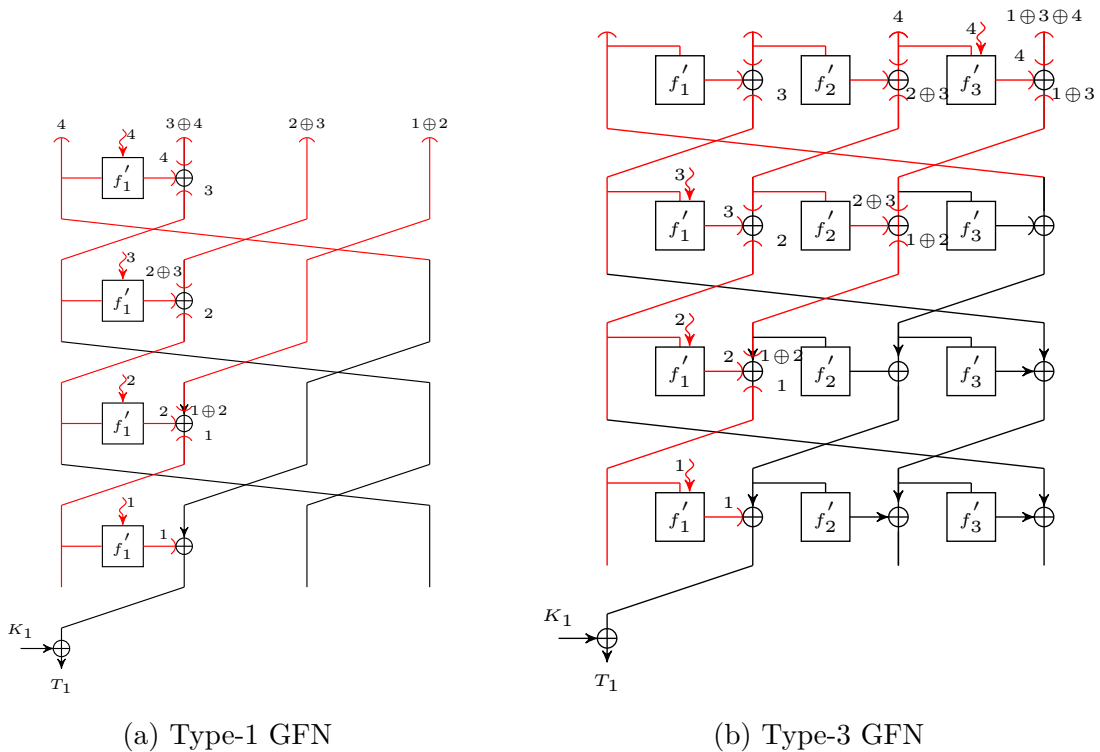 4 3⊕4 2⊕3 1⊕2
4
4
f₁′
3
3
2⊕3
f₁′
2
2
1⊕2
2
f₁′
1
1
1
f₁′
K₁
T₁
(a) Type-1 GFN
4 1⊕3⊕4
4
4
f₁′ f₂′ f₃′
3 2⊕3 1⊕3
3
2⊕3
3
f₁′ f₂′ f₃′
2 1⊕2
2
1⊕2
2
f₁′ f₂′ f₃′
1
1
1
f₁′ f₂′ f₃′
K₁
T₁
(b) Type-3 GFN